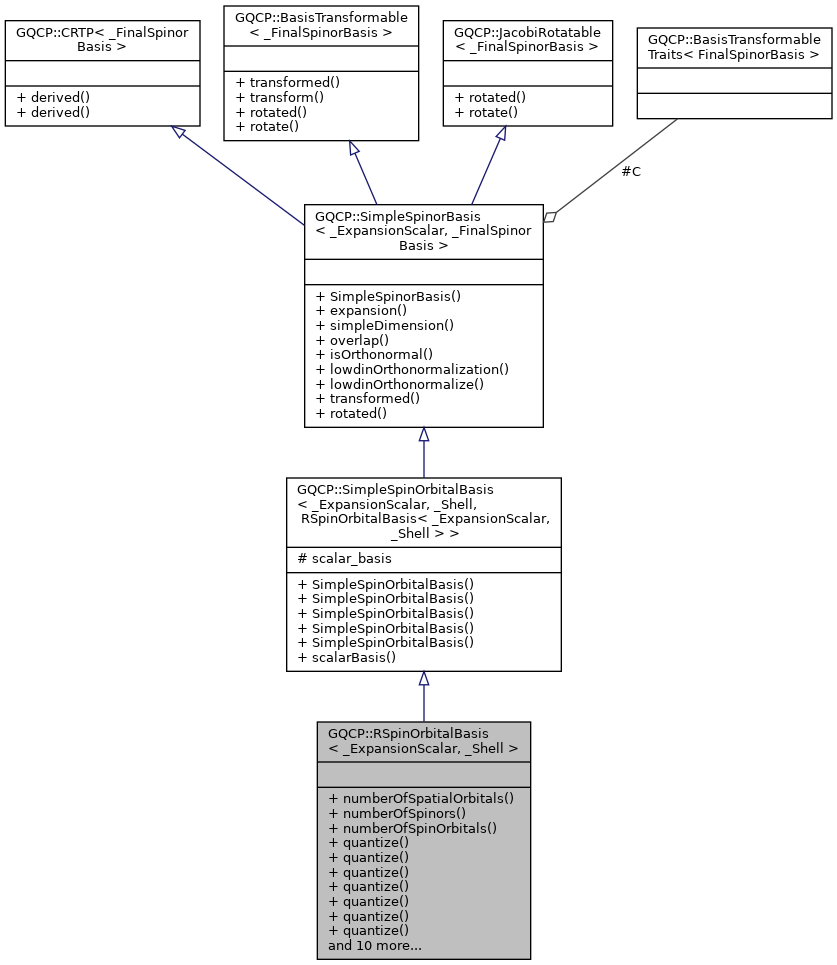 GQCP::CRTP< _FinalSpinor
Basis >
+ derived()
+ derived()
GQCP::BasisTransformable
< _FinalSpinorBasis >
+ transformed()
+ transform()
+ rotated()
+ rotate()
GQCP::JacobiRotatable
< _FinalSpinorBasis >
+ rotated()
+ rotate()
GQCP::BasisTransformable
Traits< FinalSpinorBasis >
#C
GQCP::SimpleSpinorBasis
< _ExpansionScalar, _FinalSpinor
Basis >
+ SimpleSpinorBasis()
+ expansion()
+ simpleDimension()
+ overlap()
+ isOrthonormal()
+ lowdinOrthonormalization()
+ lowdinOrthonormalize()
+ transformed()
+ rotated()
GQCP::SimpleSpinOrbitalBasis
< _ExpansionScalar, _Shell,
RSpinOrbitalBasis< _ExpansionScalar,
_Shell > >
# scalar_basis
+ SimpleSpinOrbitalBasis()
+ SimpleSpinOrbitalBasis()
+ SimpleSpinOrbitalBasis()
+ SimpleSpinOrbitalBasis()
+ SimpleSpinOrbitalBasis()
+ scalarBasis()
GQCP::RSpinOrbitalBasis
< _ExpansionScalar, _Shell >
+ numberOfSpatialOrbitals()
+ numberOfSpinors()
+ numberOfSpinOrbitals()
+ quantize()
+ quantize()
+ quantize()
+ quantize()
+ quantize()
+ quantize()
+ quantize()
and 10 more...